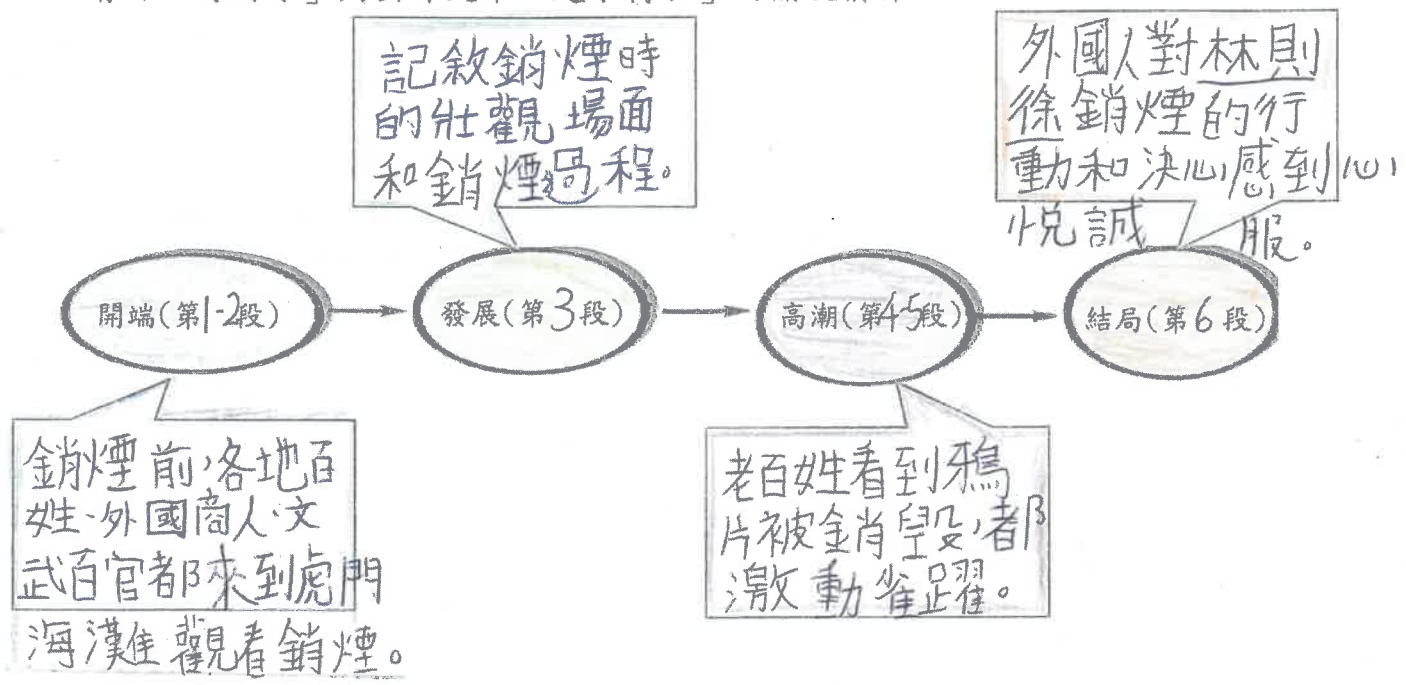 記敘銷煙時
的壯觀場面
和銷煙過程。
外國人對林則
徐銷煙的行
動和決心感到心
悅誠服。
開端(第1-2段)
發展(第3段)
高潮(第4-5段)
結局(第6段)
銷煙前,各地百
姓、外國商人、文
武百官都來到虎門
海灘觀看銷煙。
老百姓看到鴉
片被銷毀,都
激動雀躍。